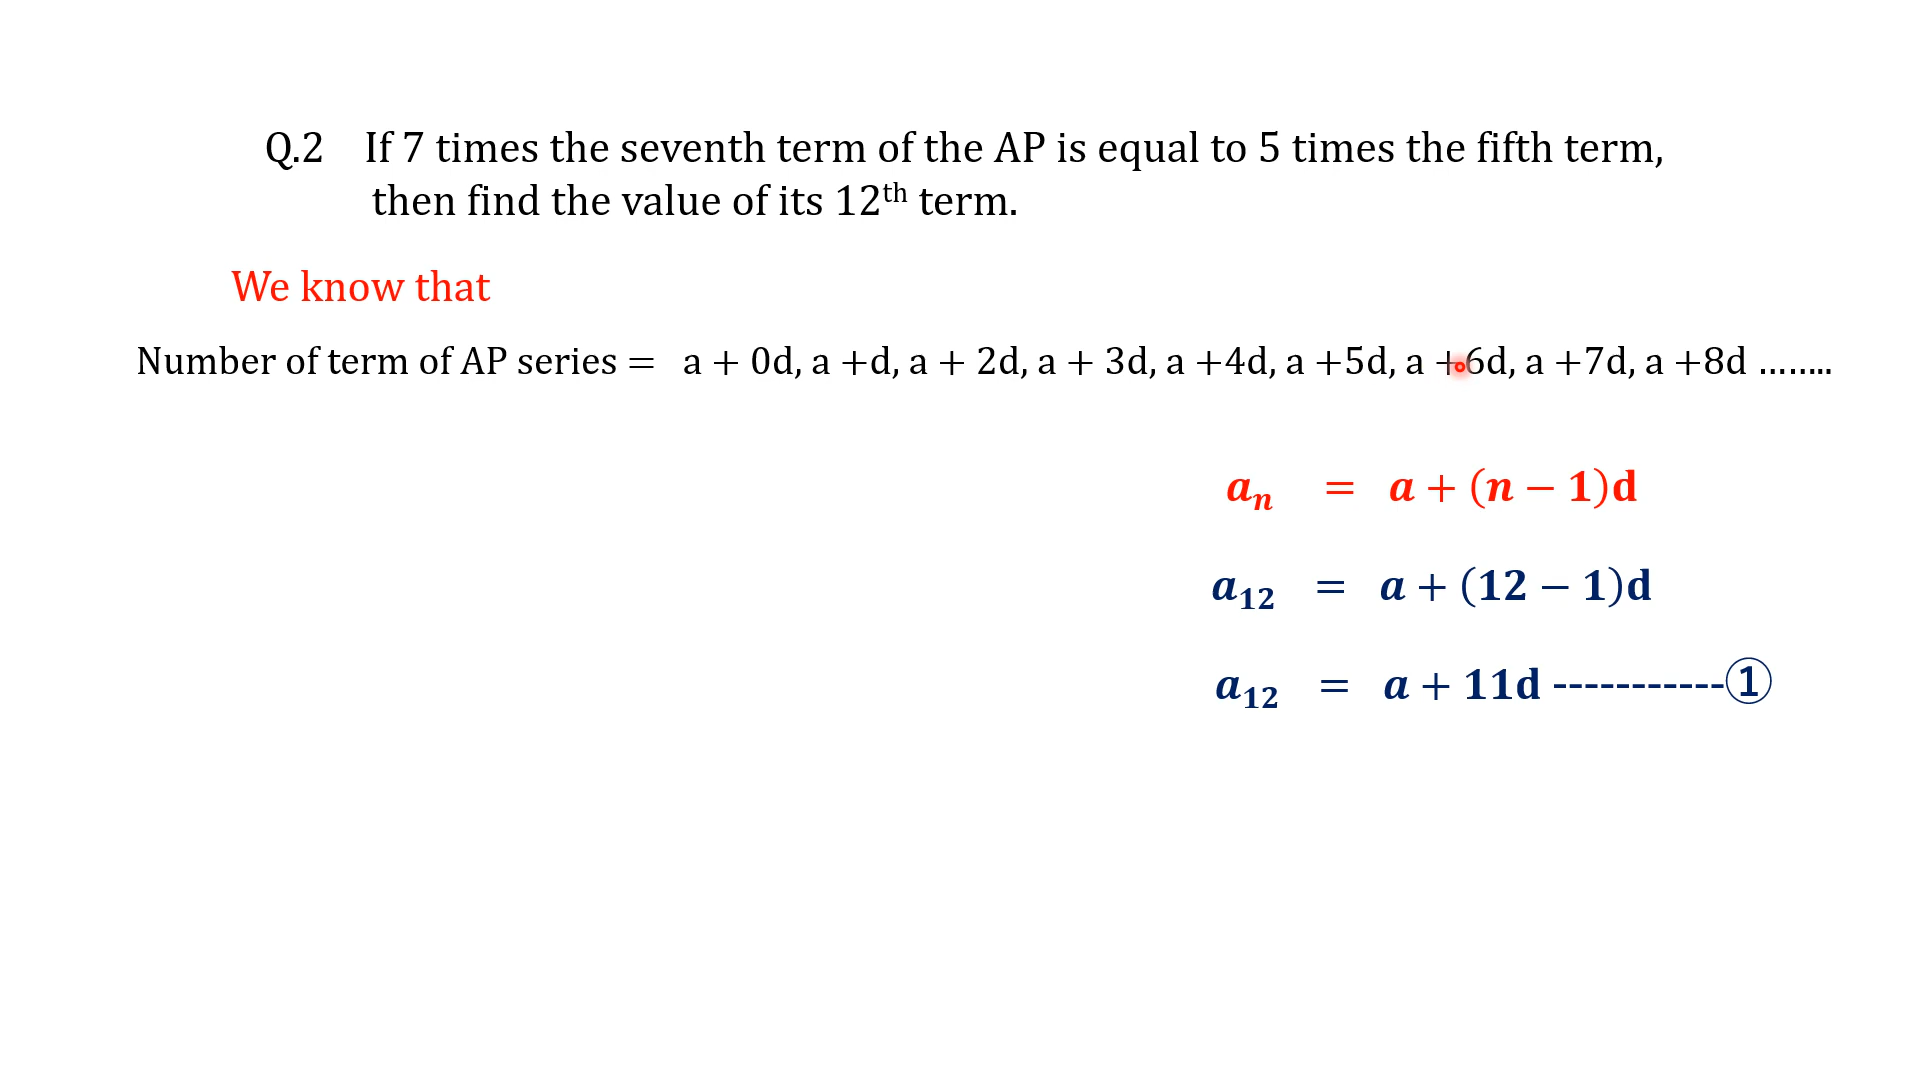 Q.2 If 7 times the seventh term of the AP is equal to 5 times the fifth term,
then find the value of its 12ᵗʰ term.
We know that
Number of term of AP series = a + 0d, a +d, a + 2d, a + 3d, a +4d, a +5d, a +6d, a +7d, a +8d ........
aₙ = a + (n − 1)d
a₁₂ = a + (12 − 1)d
a₁₂ = a + 11d -----------①